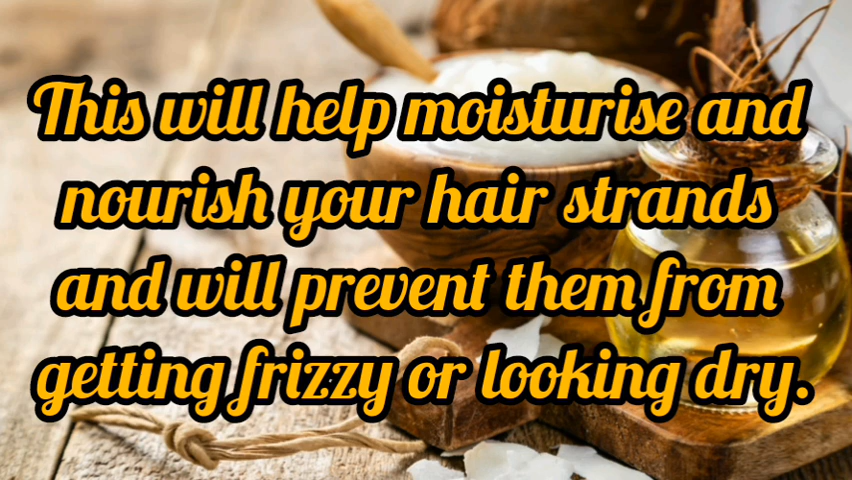 This will help moisturise and
nourish your hair strands
and will prevent them from
getting frizzy or looking dry.